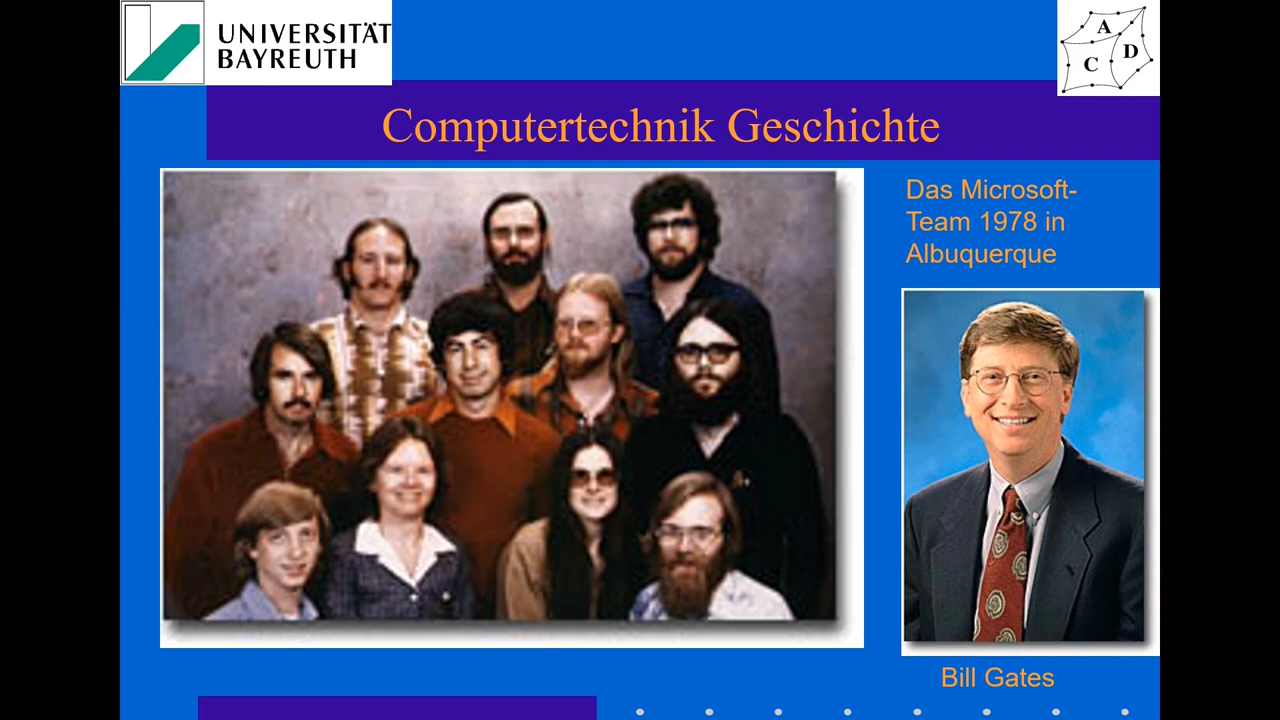 UNIVERSITÄT
BAYREUTH
A
D
C
Computertechnik Geschichte
Das Microsoft-
Team 1978 in
Albuquerque
Bill Gates